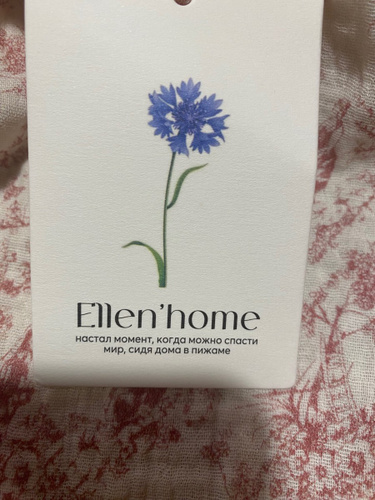 Ellen'home
настал момент, когда можно спасти
мир, сидя дома в пижаме